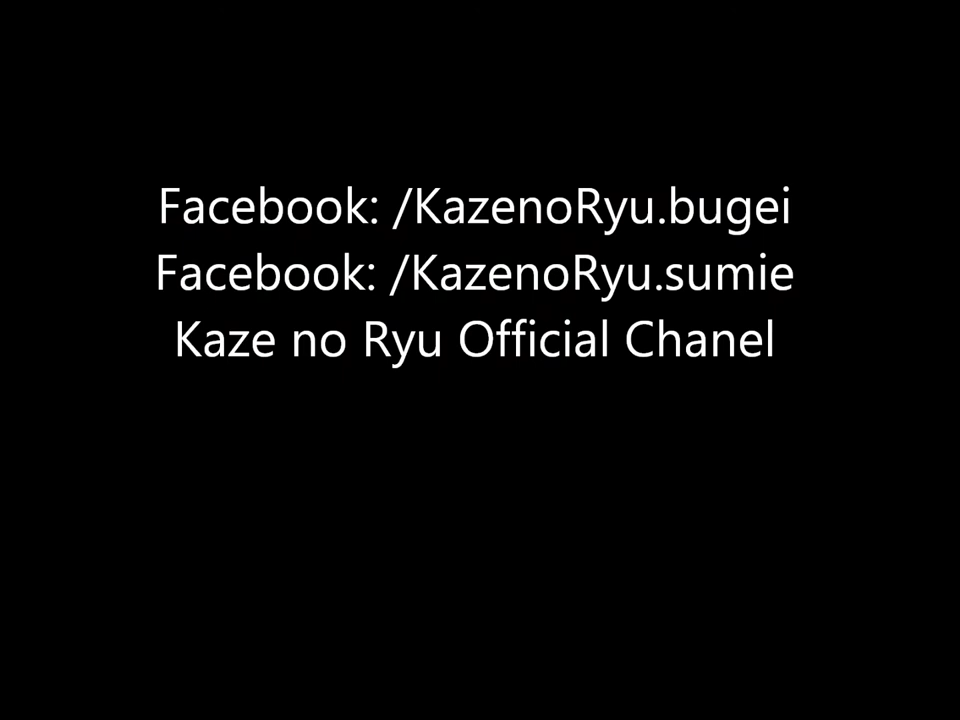 Facebook: /KazenoRyu.bugei
Facebook: /KazenoRyu.sumie
Kaze no Ryu Official Chanel